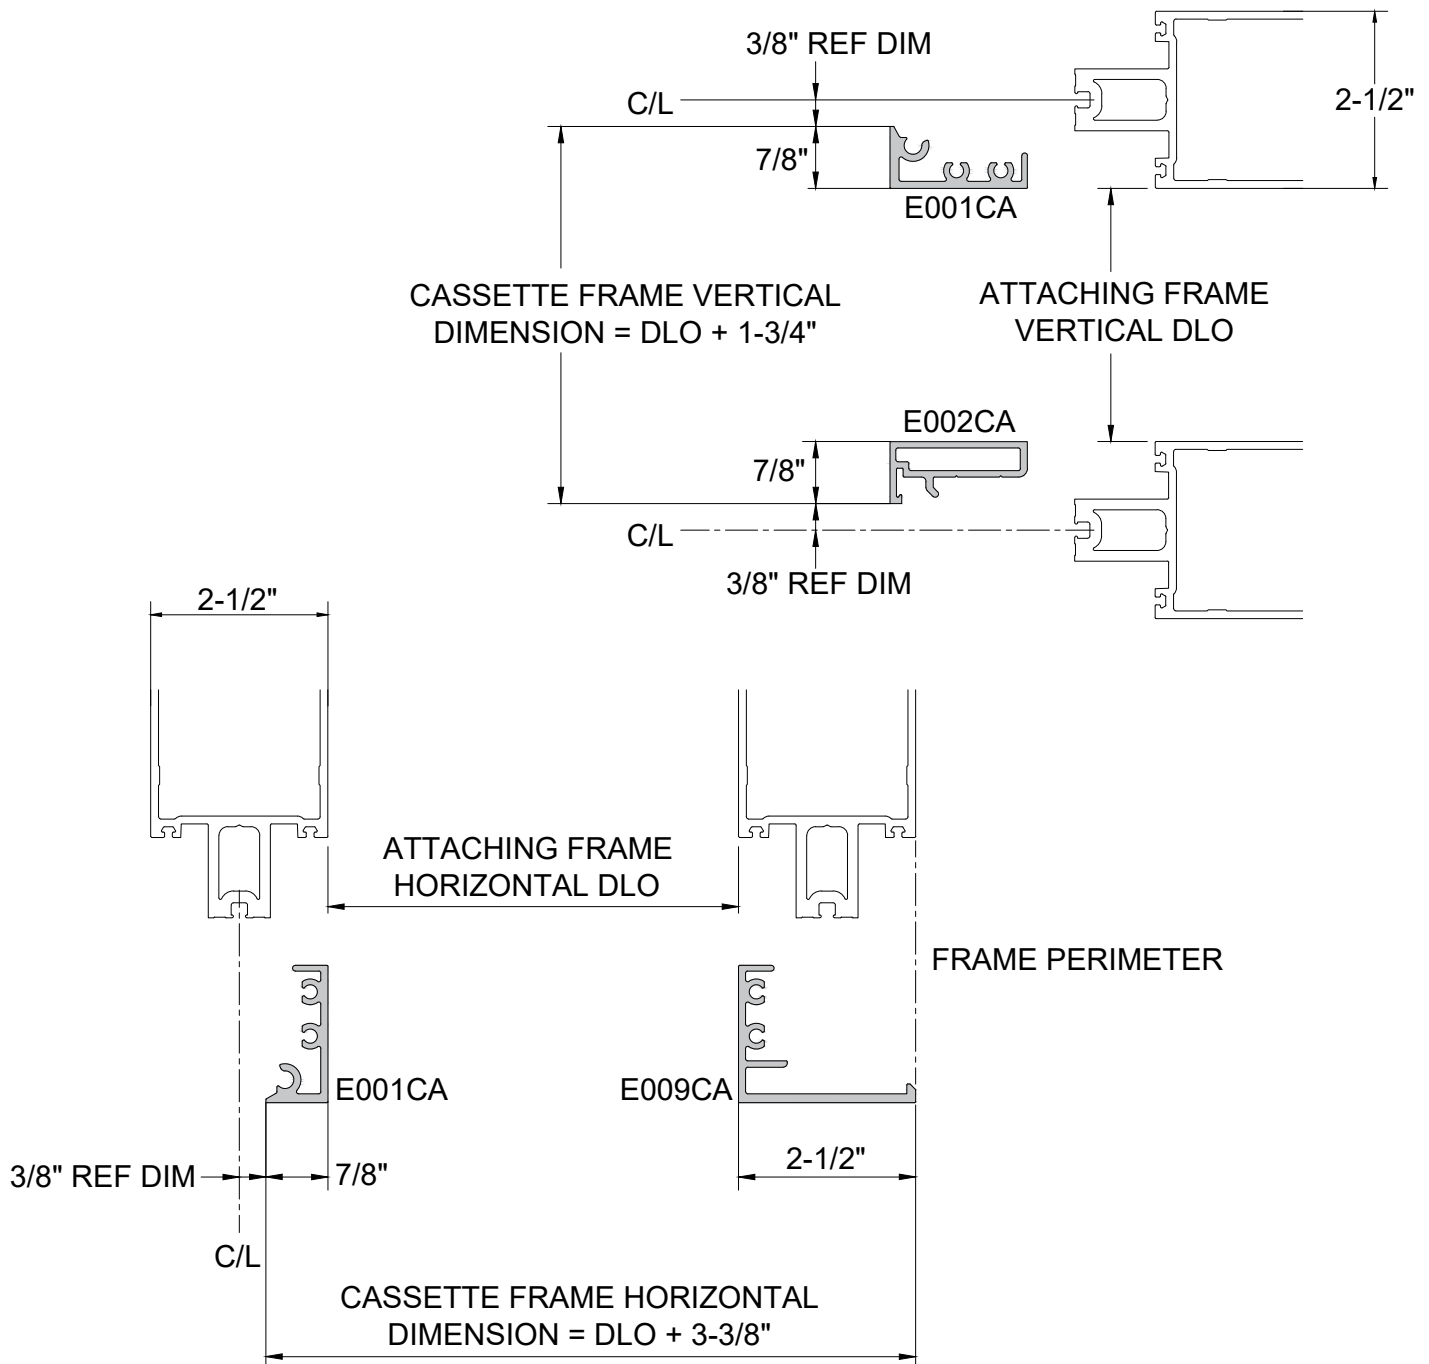 3/8" REF DIM
C/L
2-1/2"
7/8"
E001CA
CASSETTE FRAME VERTICAL
DIMENSION = DLO + 1-3/4"
ATTACHING FRAME
VERTICAL DLO
E002CA
7/8"
C/L
3/8" REF DIM
2-1/2"
ATTACHING FRAME
HORIZONTAL DLO
FRAME PERIMETER
E001CA
E009CA
3/8" REF DIM
7/8"
2-1/2"
C/L
CASSETTE FRAME HORIZONTAL
DIMENSION = DLO + 3-3/8"